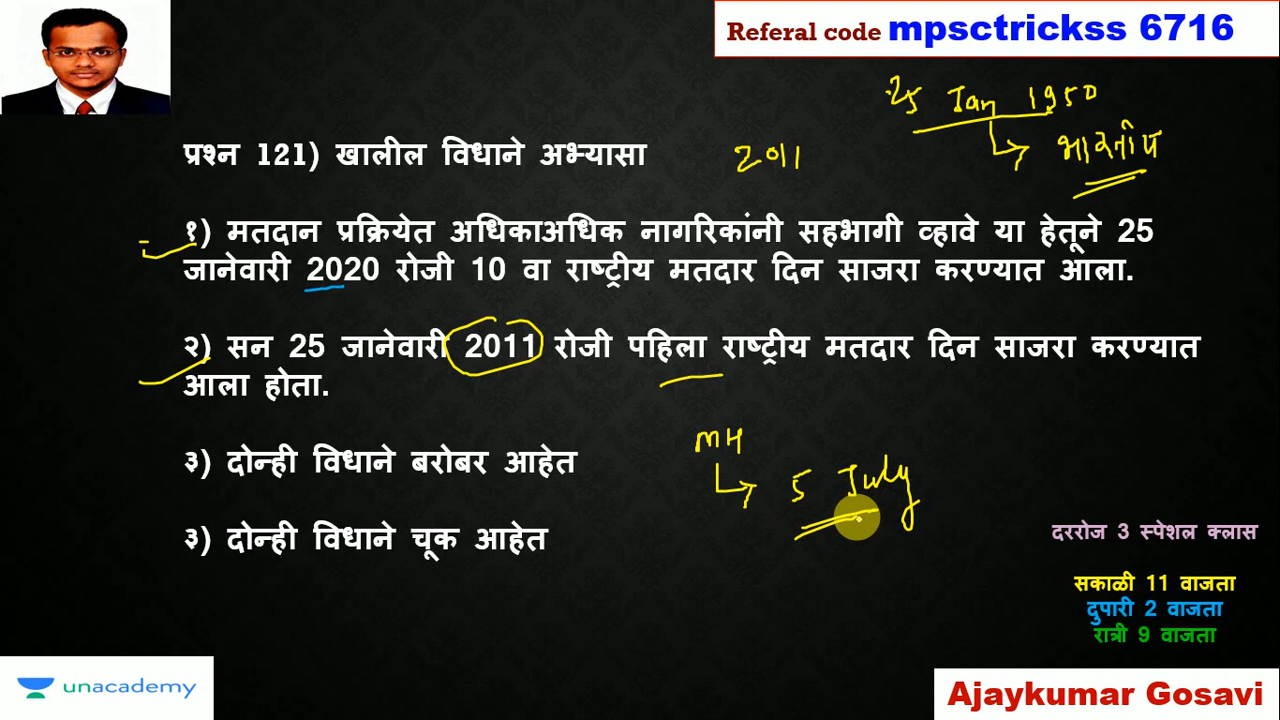 Referal code mpsctrickss 6716
25 Jan 1950
भारतीय
प्रश्न 121) खालील विधाने अभ्यासा
2011
१) मतदान प्रक्रियेत अधिकाअधिक नागरिकांनी सहभागी व्हावे या हेतूने 25
जानेवारी 2020 रोजी 10 वा राष्ट्रीय मतदार दिन साजरा करण्यात आला.
२) सन 25 जानेवारी 2011 रोजी पहिला राष्ट्रीय मतदार दिन साजरा करण्यात
आला होता.
MH
5 July
३) दोन्ही विधाने बरोबर आहेत
३) दोन्ही विधाने चूक आहेत
दररोज 3 स्पेशल क्लास
सकाळी 11 वाजता
दुपारी 2 वाजता
रात्री 9 वाजता
unacademy
Ajaykumar Gosavi